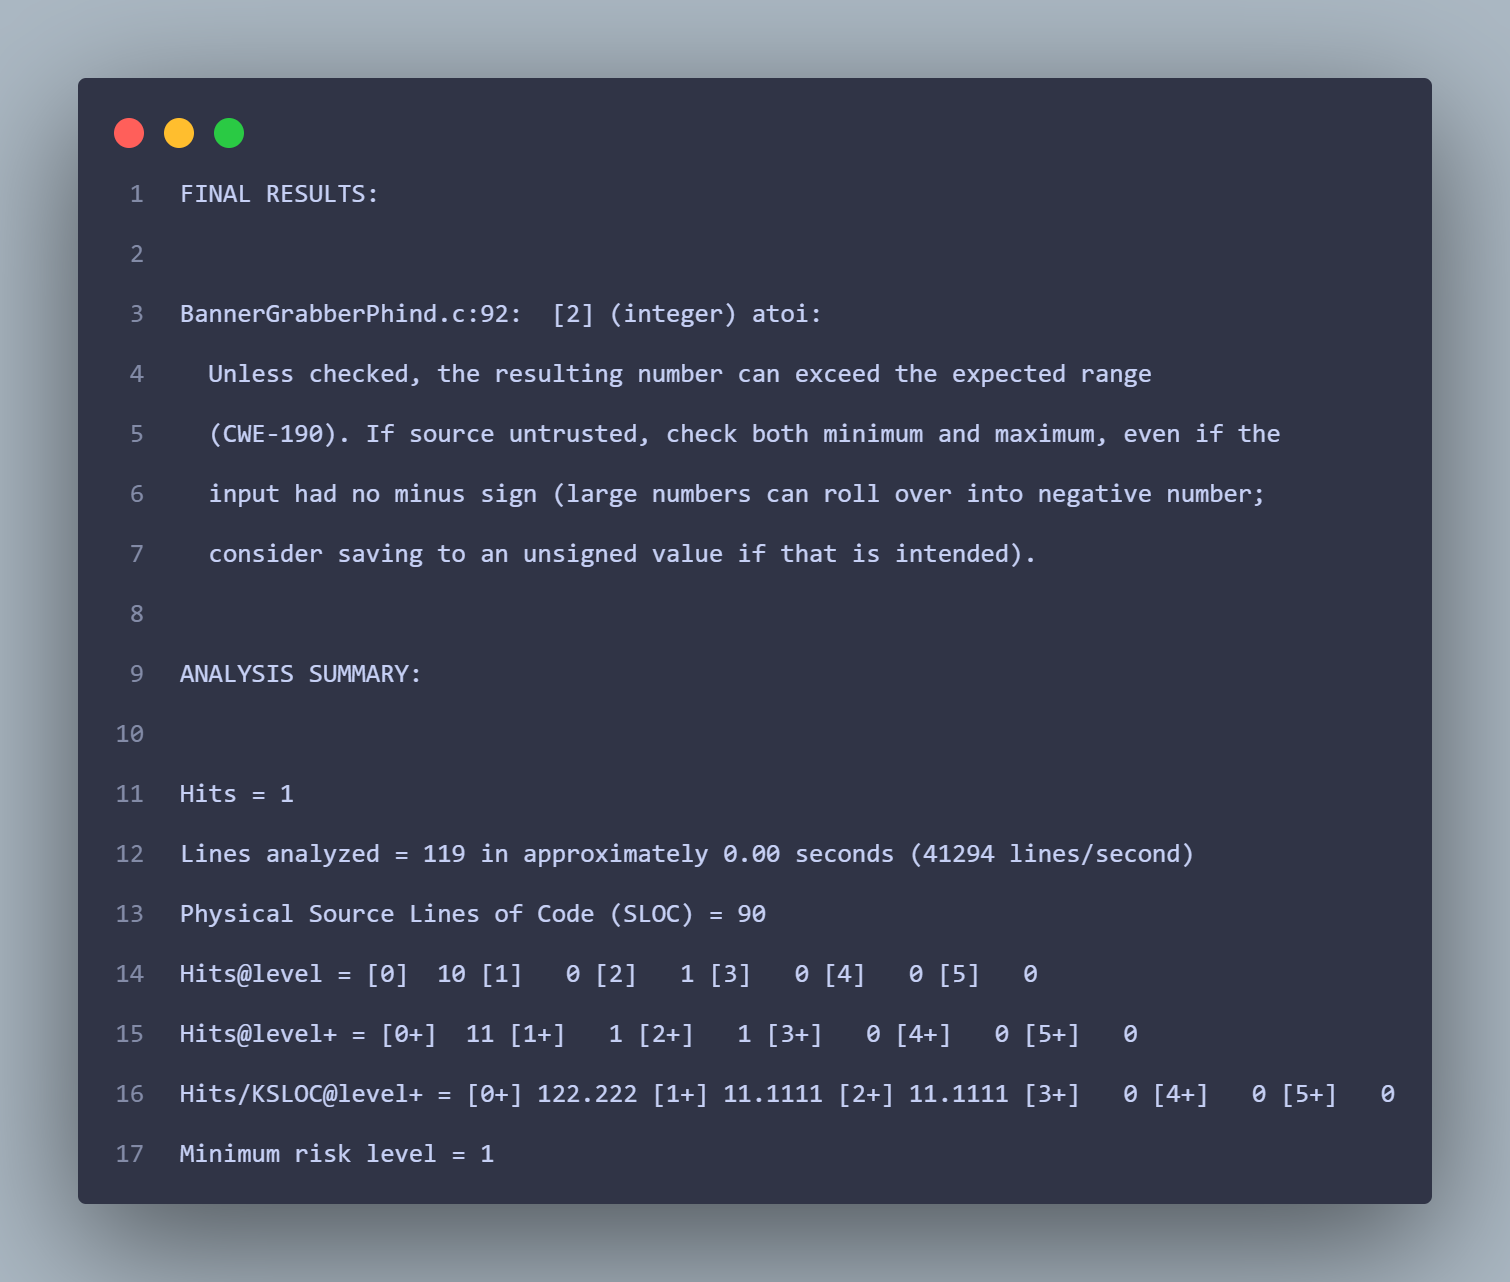 1 FINAL RESULTS:
2
3 BannerGrabberPhind.c:92:  [2] (integer) atoi:
4   Unless checked, the resulting number can exceed the expected range
5   (CWE-190). If source untrusted, check both minimum and maximum, even if the
6   input had no minus sign (large numbers can roll over into negative number;
7   consider saving to an unsigned value if that is intended).
8
9 ANALYSIS SUMMARY:
10
11 Hits = 1
12 Lines analyzed = 119 in approximately 0.00 seconds (41294 lines/second)
13 Physical Source Lines of Code (SLOC) = 90
14 Hits@level = [0]  10 [1]   0 [2]   1 [3]   0 [4]   0 [5]   0
15 Hits@level+ = [0+]  11 [1+]   1 [2+]   1 [3+]   0 [4+]   0 [5+]   0
16 Hits/KSLOC@level+ = [0+] 122.222 [1+] 11.1111 [2+] 11.1111 [3+]   0 [4+]   0 [5+]   0
17 Minimum risk level = 1